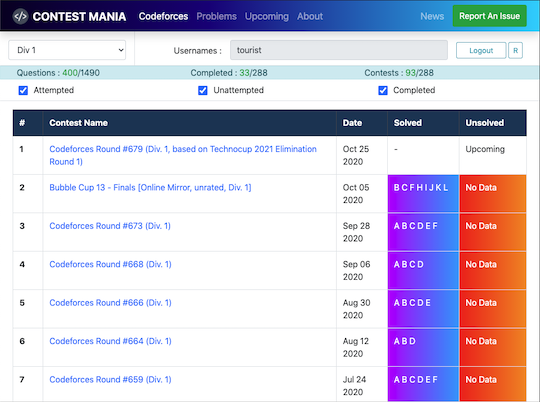 </> CONTEST MANIA Codeforces Problems Upcoming About News Report An Issue
Div 1 Usernames : tourist Logout R
Questions : 400/1490 Completed : 33/288 Contests : 93/288
Attempted Unattempted Completed
# Contest Name Date Solved Unsolved
1 Codeforces Round #679 (Div. 1, based on Technocup 2021 Elimination Oct 25 - Upcoming
Round 1) 2020
2 Bubble Cup 13 - Finals [Online Mirror, unrated, Div. 1] Oct 05 B C F H I J K L No Data
2020
3 Codeforces Round #673 (Div. 1) Sep 28 A B C D E F No Data
2020
4 Codeforces Round #668 (Div. 1) Sep 06 A B C D No Data
2020
5 Codeforces Round #666 (Div. 1) Aug 30 A B C D E No Data
2020
6 Codeforces Round #664 (Div. 1) Aug 12 A B D No Data
2020
7 Codeforces Round #659 (Div. 1) Jul 24 A B C D E F No Data
2020